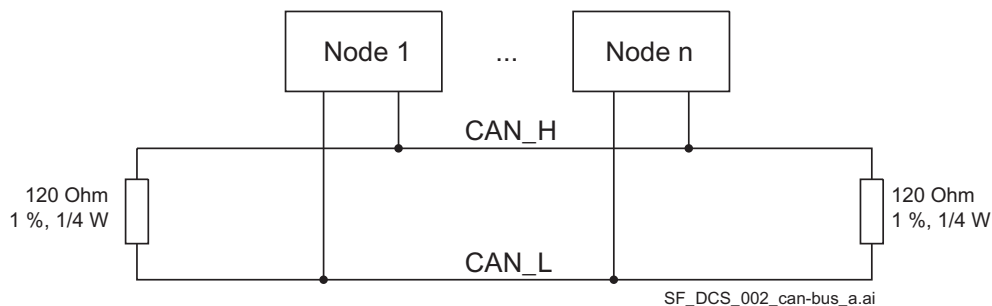 Node 1
...
Node n
CAN_H
120 Ohm
1 %, 1/4 W
120 Ohm
1 %, 1/4 W
CAN_L
SF_DCS_002_can-bus_a.ai